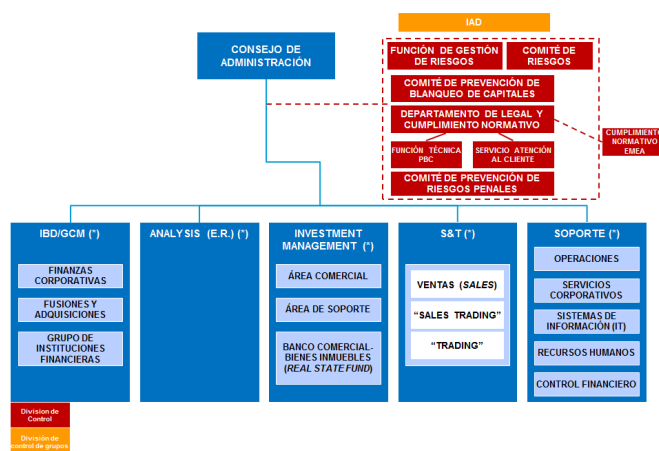 IAD
CONSEJO DE
ADMINISTRACIÓN
FUNCIÓN DE GESTIÓN
DE RIESGOS
COMITÉ DE
RIESGOS
COMITÉ DE PREVENCIÓN DE
BLANQUEO DE CAPITALES
DEPARTAMENTO DE LEGAL Y
CUMPLIMIENTO NORMATIVO
FUNCIÓN TÉCNICA
PBC
SERVICIO ATENCIÓN
AL CLIENTE
CUMPLIMIENTO
NORMATIVO
EMEA
COMITÉ DE PREVENCIÓN DE
RIESGOS PENALES
IBD/GCM (*)
FINANZAS
CORPORATIVAS
FUSIONES Y
ADQUISICIONES
GRUPO DE
INSTITUCIONES
FINANCIERAS
ANALYSIS (E.R.) (*)
INVESTMENT
MANAGEMENT (*)
ÁREA COMERCIAL
ÁREA DE SOPORTE
BANCO COMERCIAL-
BIENES INMUEBLES
(REAL STATE FUND)
S&T (*)
VENTAS (SALES)
“SALES TRADING”
“TRADING”
SOPORTE (*)
OPERACIONES
SERVICIOS
CORPORATIVOS
SISTEMAS DE
INFORMACIÓN (IT)
RECURSOS HUMANOS
CONTROL FINANCIERO
Division de
Control
División de
control de grupos